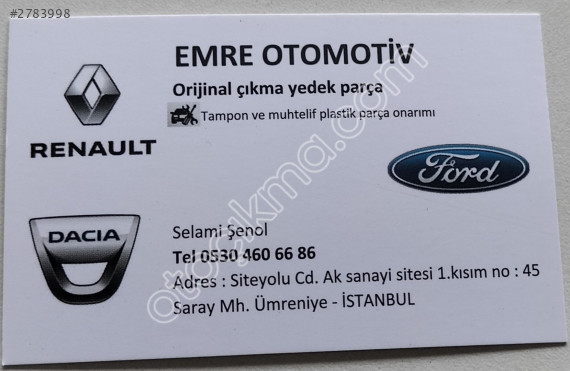 #2783998
EMRE OTOMOTİV
Orijinal çıkma yedek parça
Tampon ve muhtelif plastik parça onarımı
RENAULT
Ford
DACIA
Selami Şenol
Tel 0530 460 66 86
Adres : Siteyolu Cd. Ak sanayi sitesi 1.kısım no : 45
Saray Mh. Ümreniye - İSTANBUL
otocikma.com